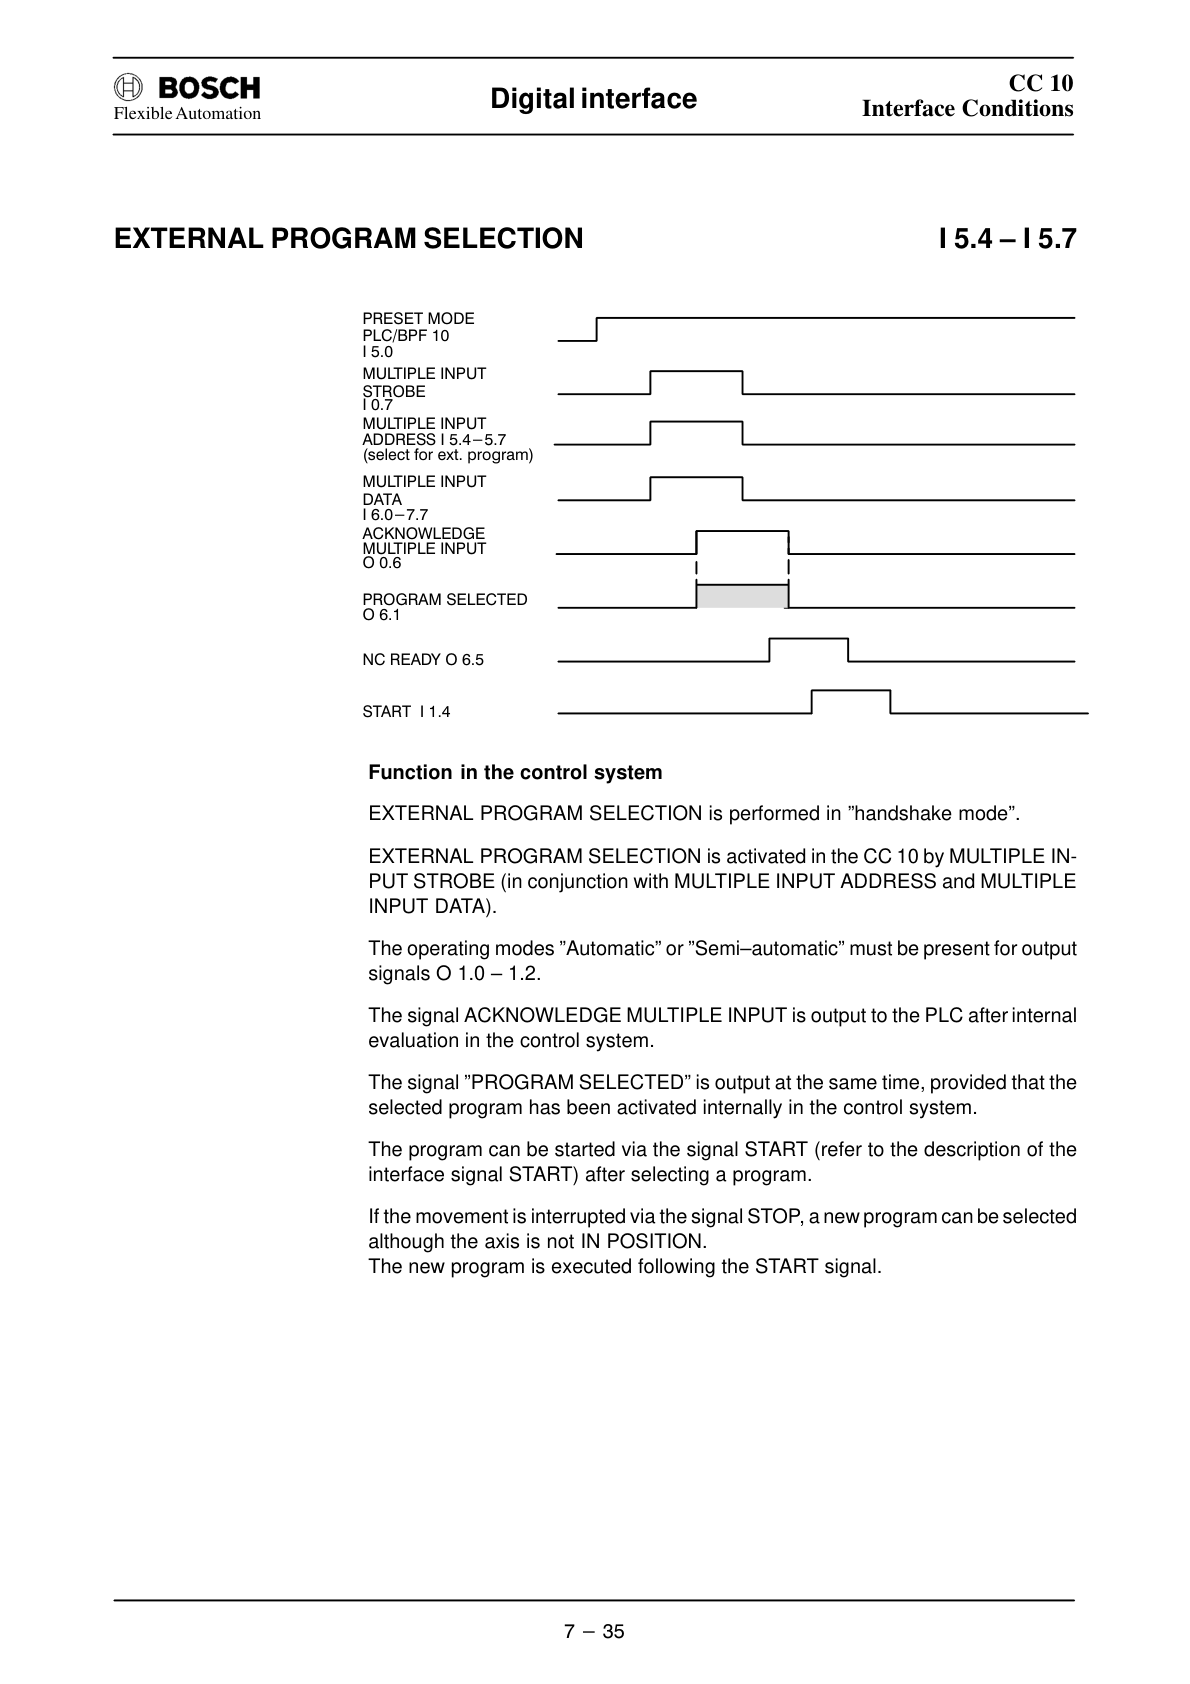 BOSCH
Flexible Automation
Digital interface
CC 10
Interface Conditions
EXTERNAL PROGRAM SELECTION I 5.4 – I 5.7
PRESET MODE
PLC/BPF 10
I 5.0
MULTIPLE INPUT
STROBE
I 0.7
MULTIPLE INPUT
ADDRESS I 5.4–5.7
(select for ext. program)
MULTIPLE INPUT
DATA
I 6.0–7.7
ACKNOWLEDGE
MULTIPLE INPUT
O 0.6
PROGRAM SELECTED
O 6.1
NC READY O 6.5
START I 1.4
Function in the control system
EXTERNAL PROGRAM SELECTION is performed in ”handshake mode”.
EXTERNAL PROGRAM SELECTION is activated in the CC 10 by MULTIPLE IN-
PUT STROBE (in conjunction with MULTIPLE INPUT ADDRESS and MULTIPLE
INPUT DATA).
The operating modes ”Automatic” or ”Semi–automatic” must be present for output
signals O 1.0 – 1.2.
The signal ACKNOWLEDGE MULTIPLE INPUT is output to the PLC after internal
evaluation in the control system.
The signal ”PROGRAM SELECTED” is output at the same time, provided that the
selected program has been activated internally in the control system.
The program can be started via the signal START (refer to the description of the
interface signal START) after selecting a program.
If the movement is interrupted via the signal STOP, a new program can be selected
although the axis is not IN POSITION.
The new program is executed following the START signal.
7 – 35